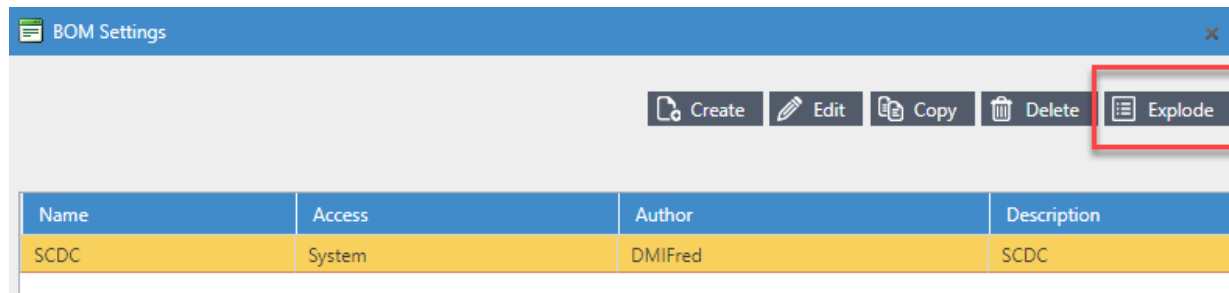 BOM Settings
Create Edit Copy Delete Explode
Name Access Author Description
SCDC System DMIFred SCDC